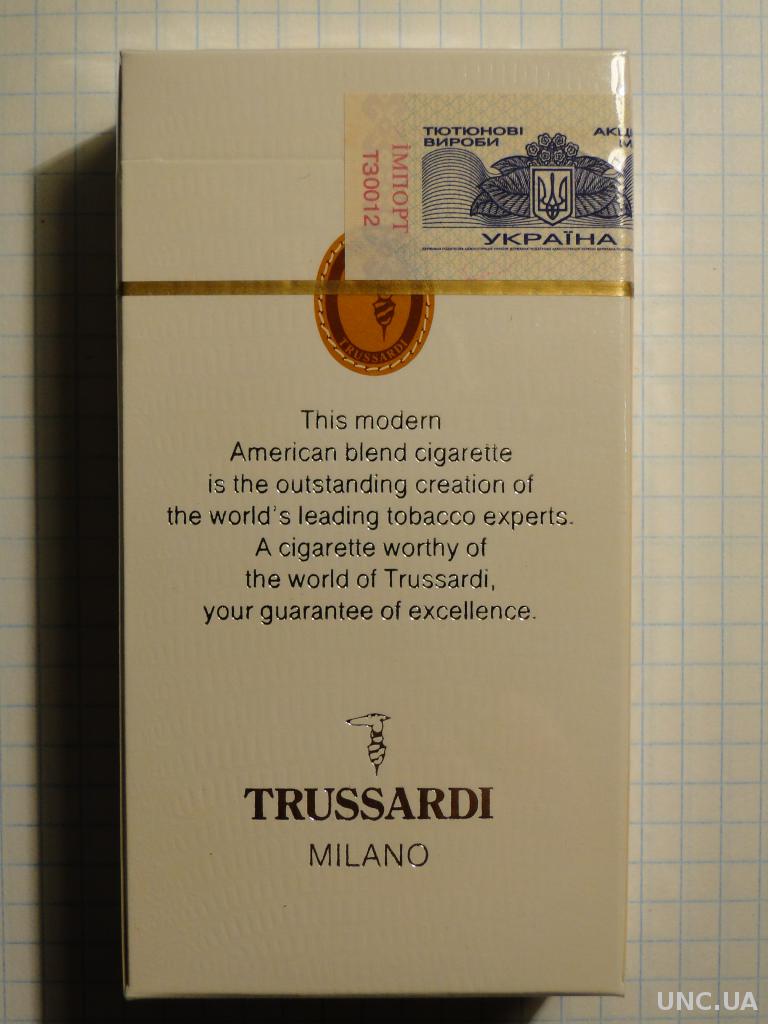 ТЮТЮНОВІ
ВИРОБИ
АКЦ
М
ІМПОРТ
Т30012
УКРАЇНА
TRUSSARDI
This modern
American blend cigarette
is the outstanding creation of
the world's leading tobacco experts.
A cigarette worthy of
the world of Trussardi,
your guarantee of excellence.
TRUSSARDI
MILANO
UNC.UA